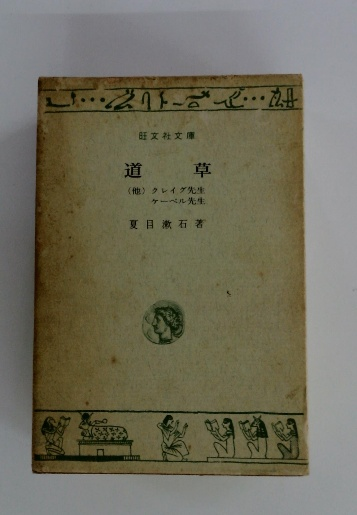 旺文社文庫
道草
(他) クレイグ先生
ケーベル先生
夏目漱石著